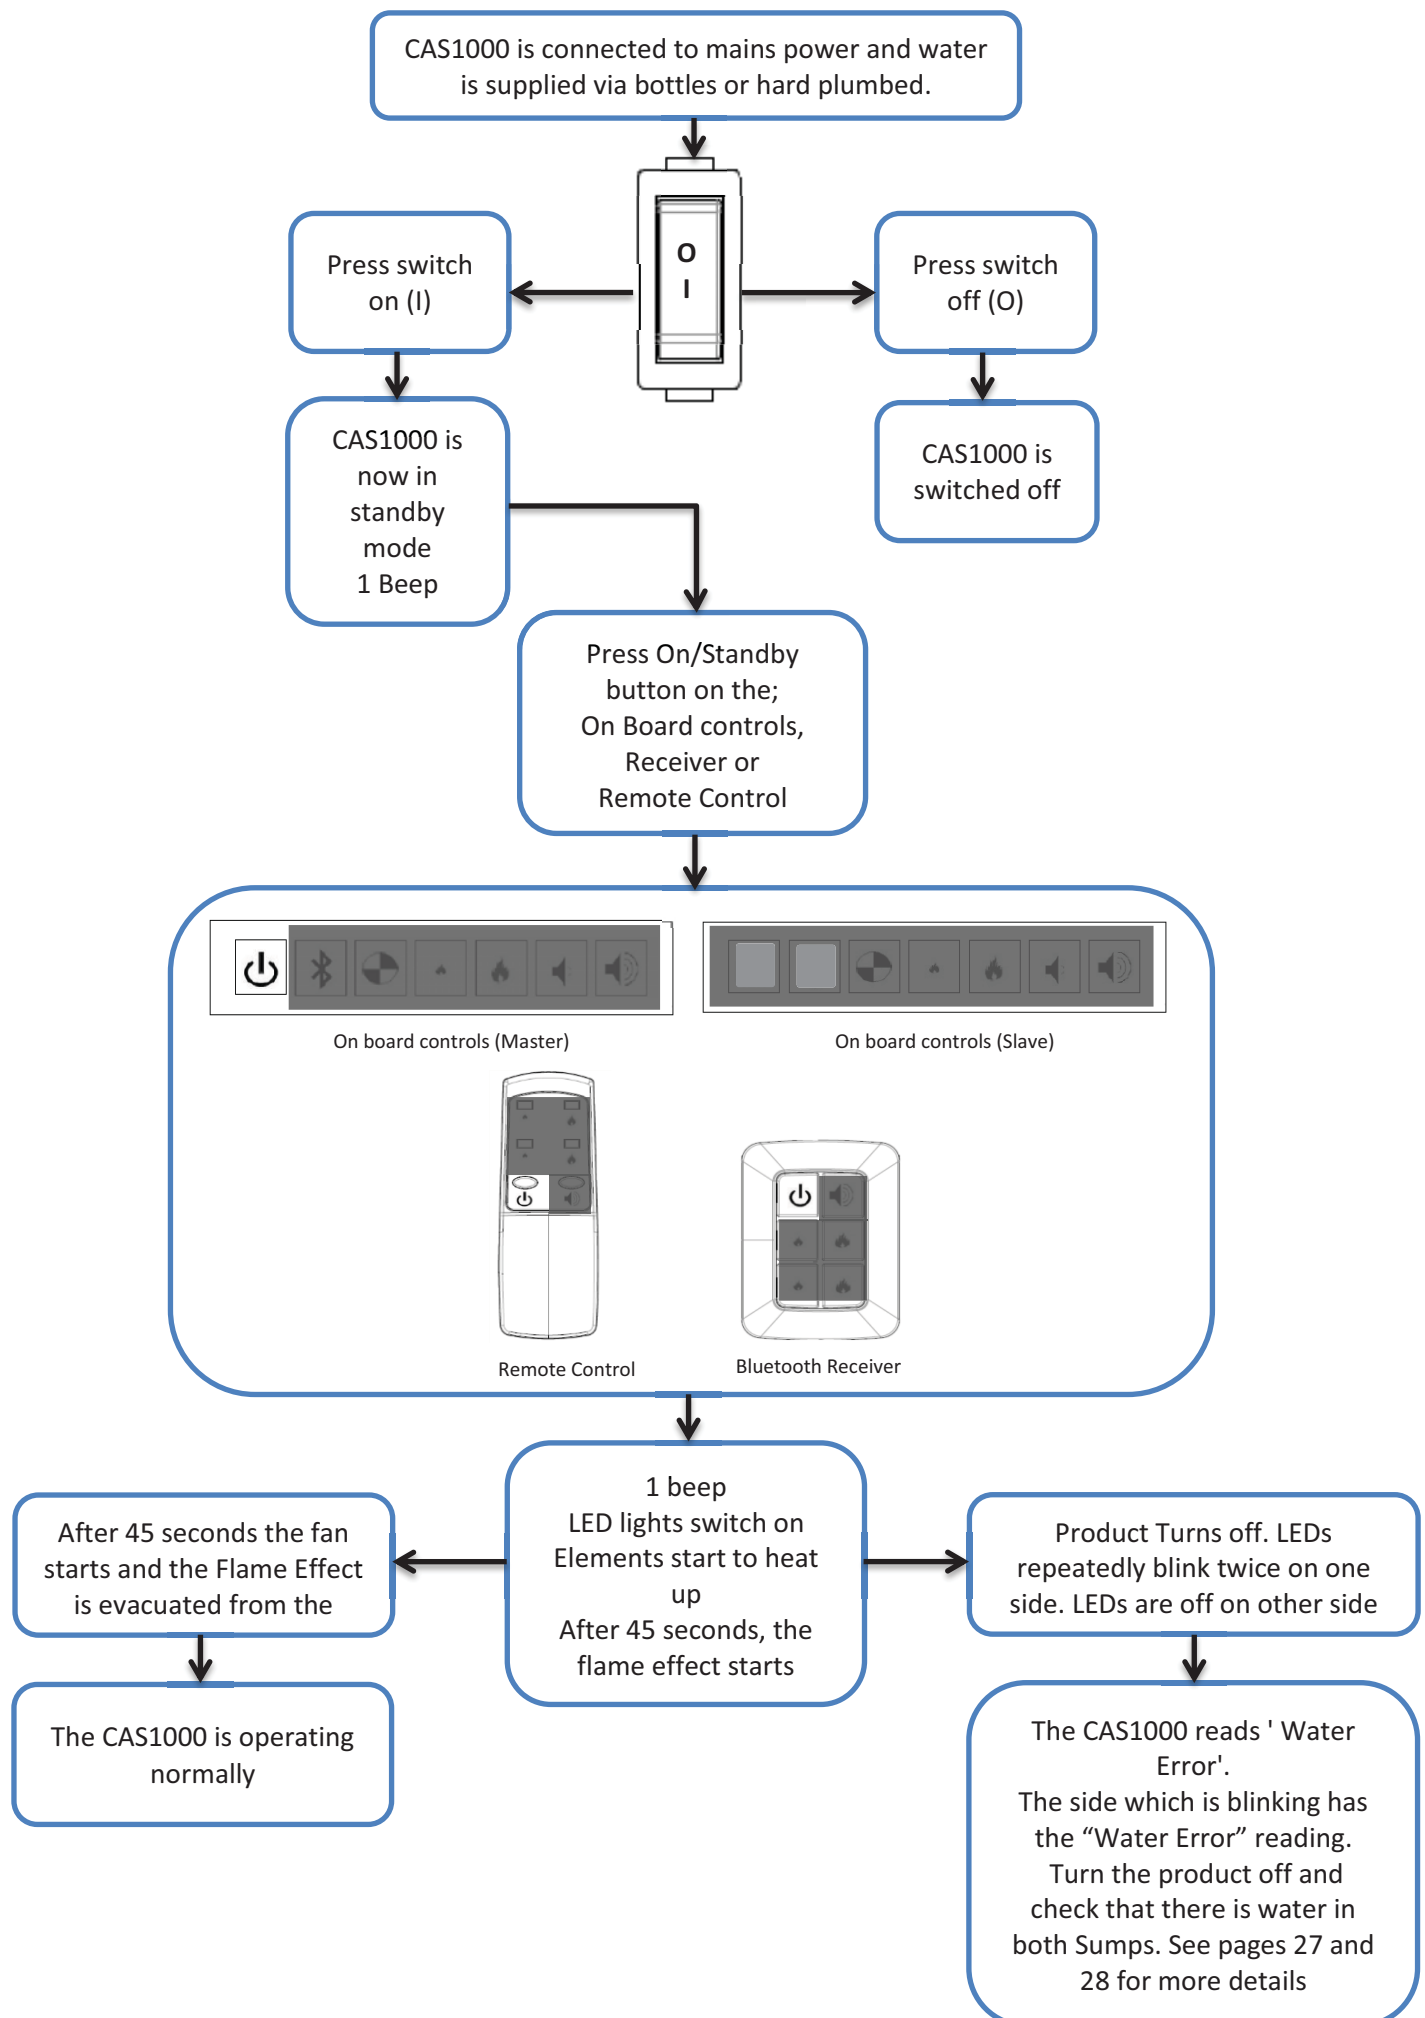 CAS1000 is connected to mains power and water
is supplied via bottles or hard plumbed.
O
I
Press switch
on (I)
Press switch
off (O)
CAS1000 is
now in
standby
mode
1 Beep
CAS1000 is
switched off
Press On/Standby
button on the;
On Board controls,
Receiver or
Remote Control
On board controls (Master)
On board controls (Slave)
Remote Control
Bluetooth Receiver
1 beep
LED lights switch on
Elements start to heat
up
After 45 seconds, the
flame effect starts
After 45 seconds the fan
starts and the Flame Effect
is evacuated from the
The CAS1000 is operating
normally
Product Turns off. LEDs
repeatedly blink twice on one
side. LEDs are off on other side
The CAS1000 reads ' Water
Error'.
The side which is blinking has
the “Water Error” reading.
Turn the product off and
check that there is water in
both Sumps. See pages 27 and
28 for more details